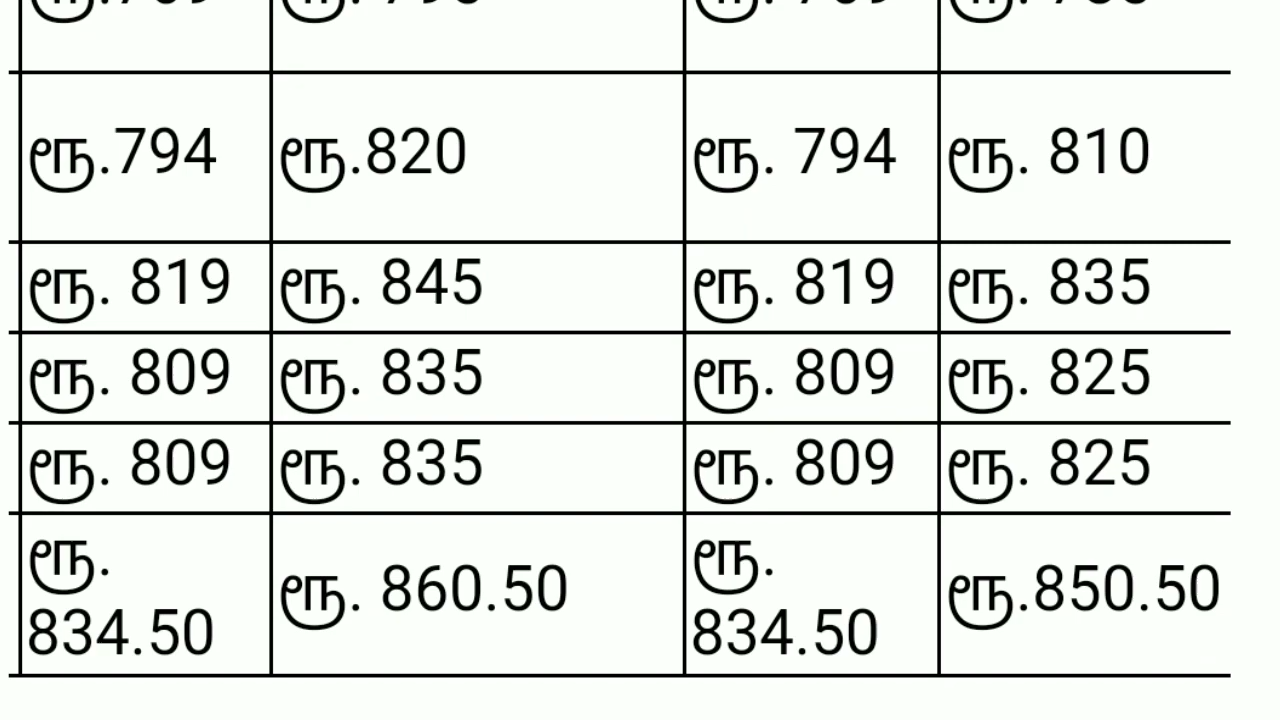 ரூ.794 ரூ.820 ரூ. 794 ரூ. 810
ரூ. 819 ரூ. 845 ரூ. 819 ரூ. 835
ரூ. 809 ரூ. 835 ரூ. 809 ரூ. 825
ரூ. 809 ரூ. 835 ரூ. 809 ரூ. 825
ரூ. 834.50 ரூ. 860.50 ரூ. 834.50 ரூ.850.50